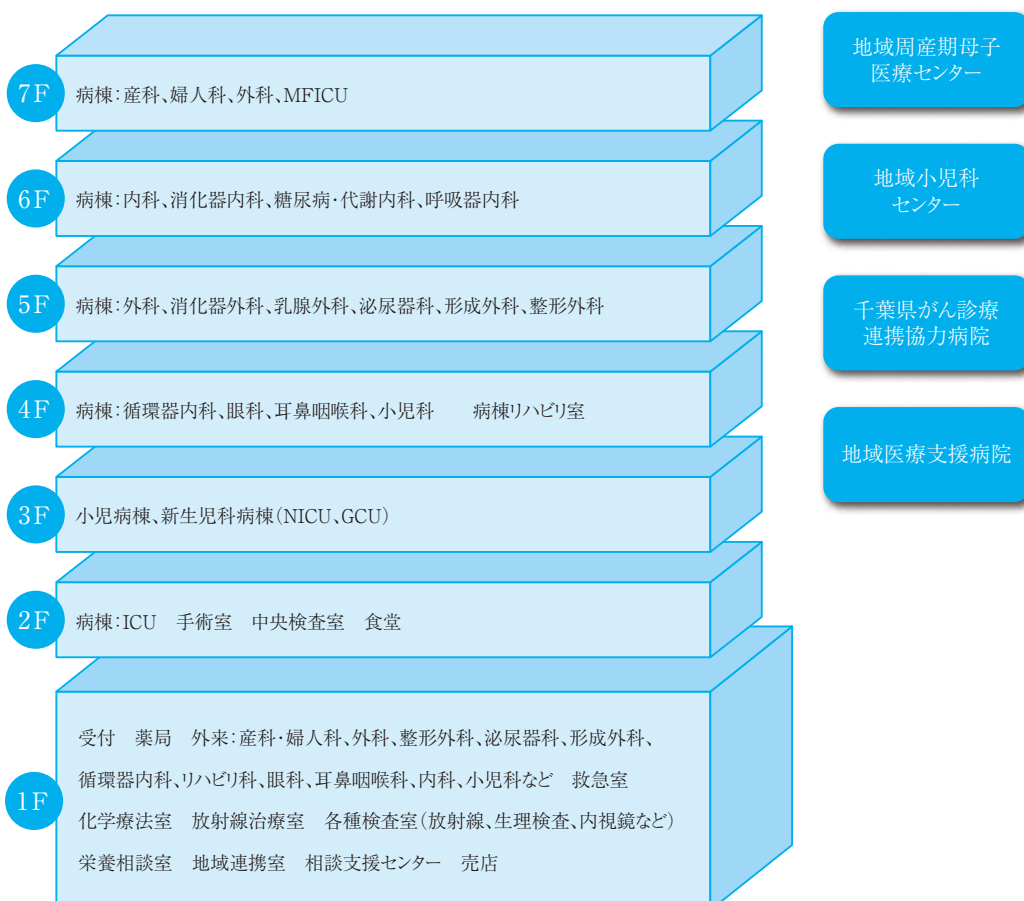 7F
病棟:産科、婦人科、外科、MFICU
6F
病棟:内科、消化器内科、糖尿病・代謝内科、呼吸器内科
5F
病棟:外科、消化器外科、乳腺外科、泌尿器科、形成外科、整形外科
4F
病棟:循環器内科、眼科、耳鼻咽喉科、小児科　　病棟リハビリ室
3F
小児病棟、新生児科病棟(NICU、GCU)
2F
病棟:ICU　手術室　中央検査室　食堂
1F
受付　薬局　外来:産科・婦人科、外科、整形外科、泌尿器科、形成外科、
循環器内科、リハビリ科、眼科、耳鼻咽喉科、内科、小児科など　救急室
化学療法室　放射線治療室　各種検査室(放射線、生理検査、内視鏡など)
栄養相談室　地域連携室　相談支援センター　売店
地域周産期母子
医療センター
地域小児科
センター
千葉県がん診療
連携協力病院
地域医療支援病院